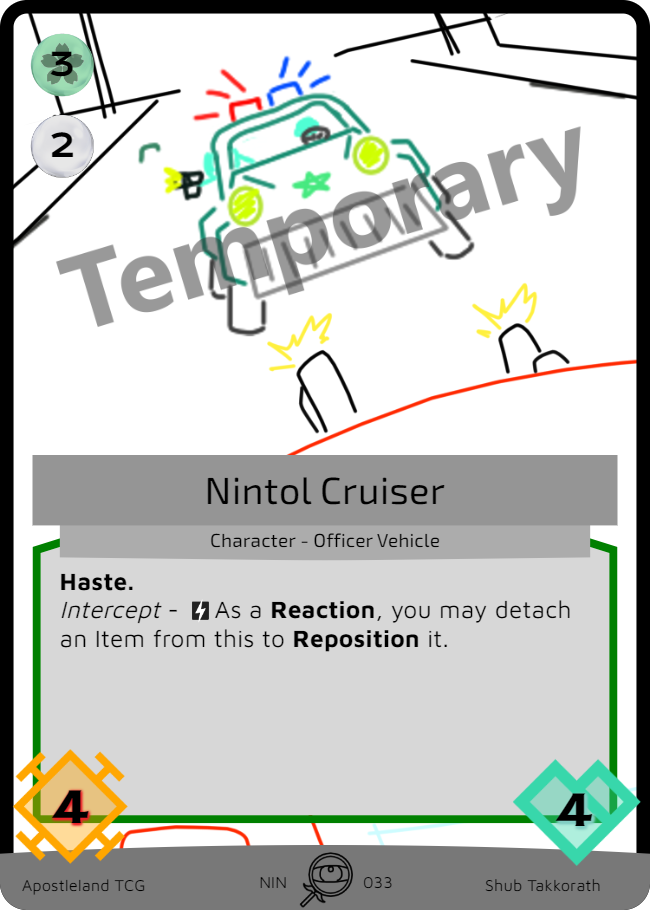 3
2
Temporary
Nintol Cruiser
Character - Officer Vehicle
Haste.
Intercept - As a Reaction, you may detach
an Item from this to Reposition it.
4
4
Apostleland TCG
NIN 033
Shub Takkorath